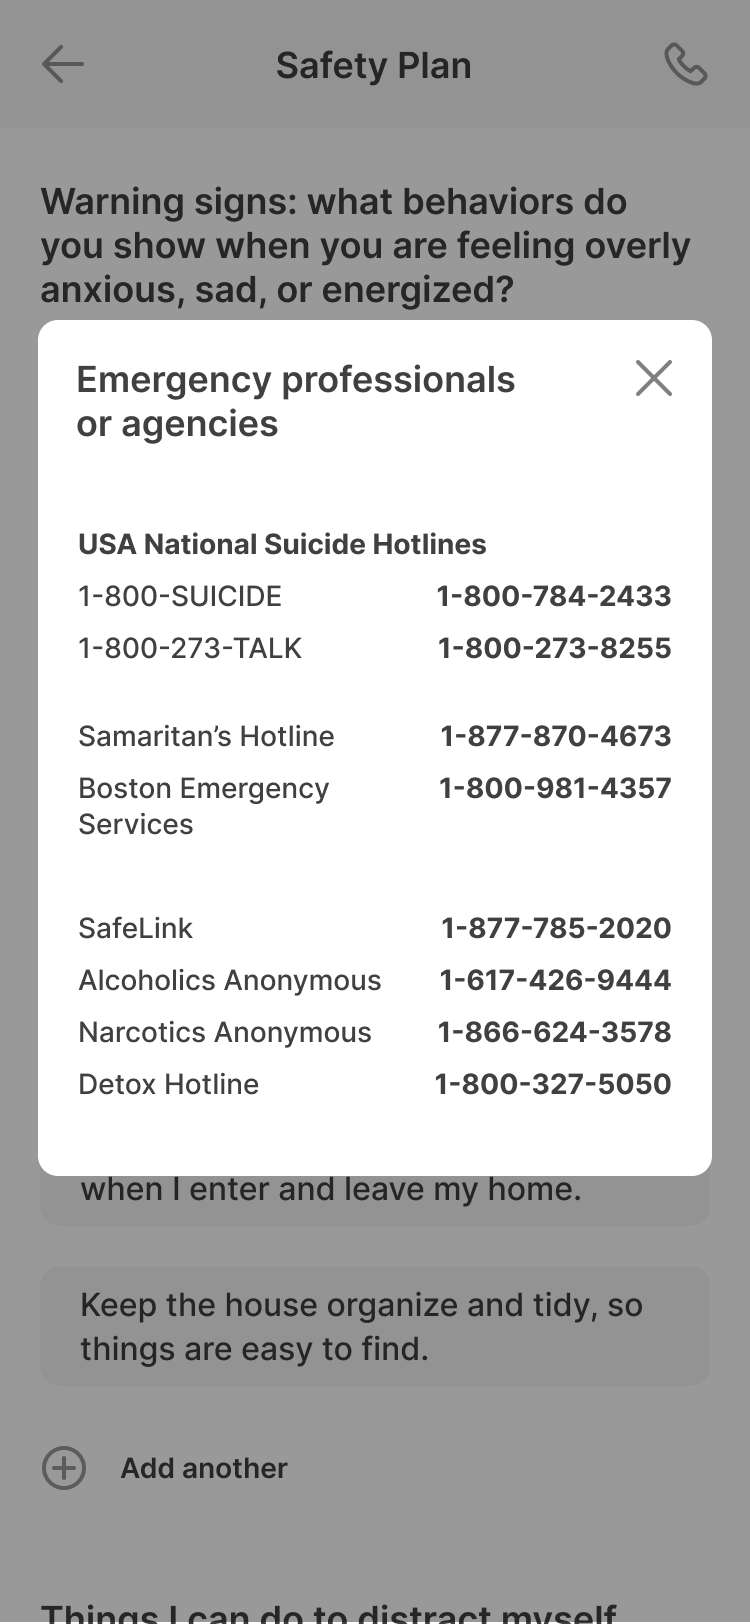 Safety Plan
Warning signs: what behaviors do
you show when you are feeling overly
anxious, sad, or energized?
Emergency professionals
or agencies
USA National Suicide Hotlines
1-800-SUICIDE 1-800-784-2433
1-800-273-TALK 1-800-273-8255
Samaritan’s Hotline 1-877-870-4673
Boston Emergency 1-800-981-4357
Services
SafeLink 1-877-785-2020
Alcoholics Anonymous 1-617-426-9444
Narcotics Anonymous 1-866-624-3578
Detox Hotline 1-800-327-5050
when I enter and leave my home.
Keep the house organize and tidy, so
things are easy to find.
Add another
Things I can do to distract myself